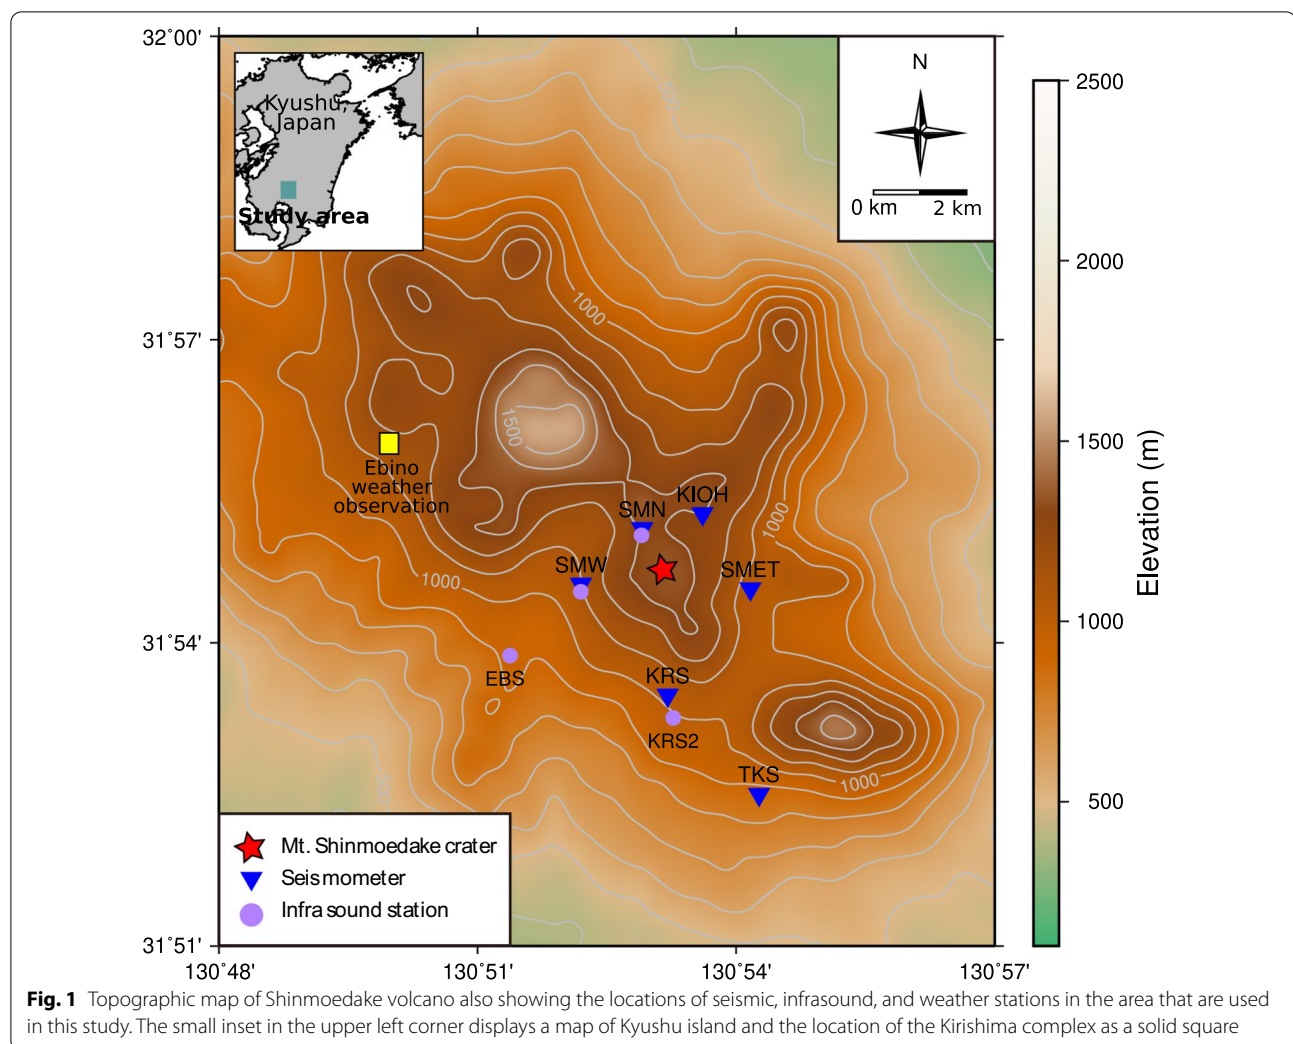 32°00'
Kyushu,
Japan
Study area
N
0 km 2 km
2500
2000
1500
1000
500
Elevation (m)
1000
31°57'
1500
Ebino
weather
observation
KIOH
SMN
1000
SMW
SMET
1000
31°54'
EBS
KRS
KRS2
TKS
1000
Mt. Shinmoedake crater
Seismometer
Infrasound station
31°51'
130°48' 130°51' 130°54' 130°57'
Fig. 1 Topographic map of Shinmoedake volcano also showing the locations of seismic, infrasound, and weather stations in the area that are used
in this study. The small inset in the upper left corner displays a map of Kyushu island and the location of the Kirishima complex as a solid square